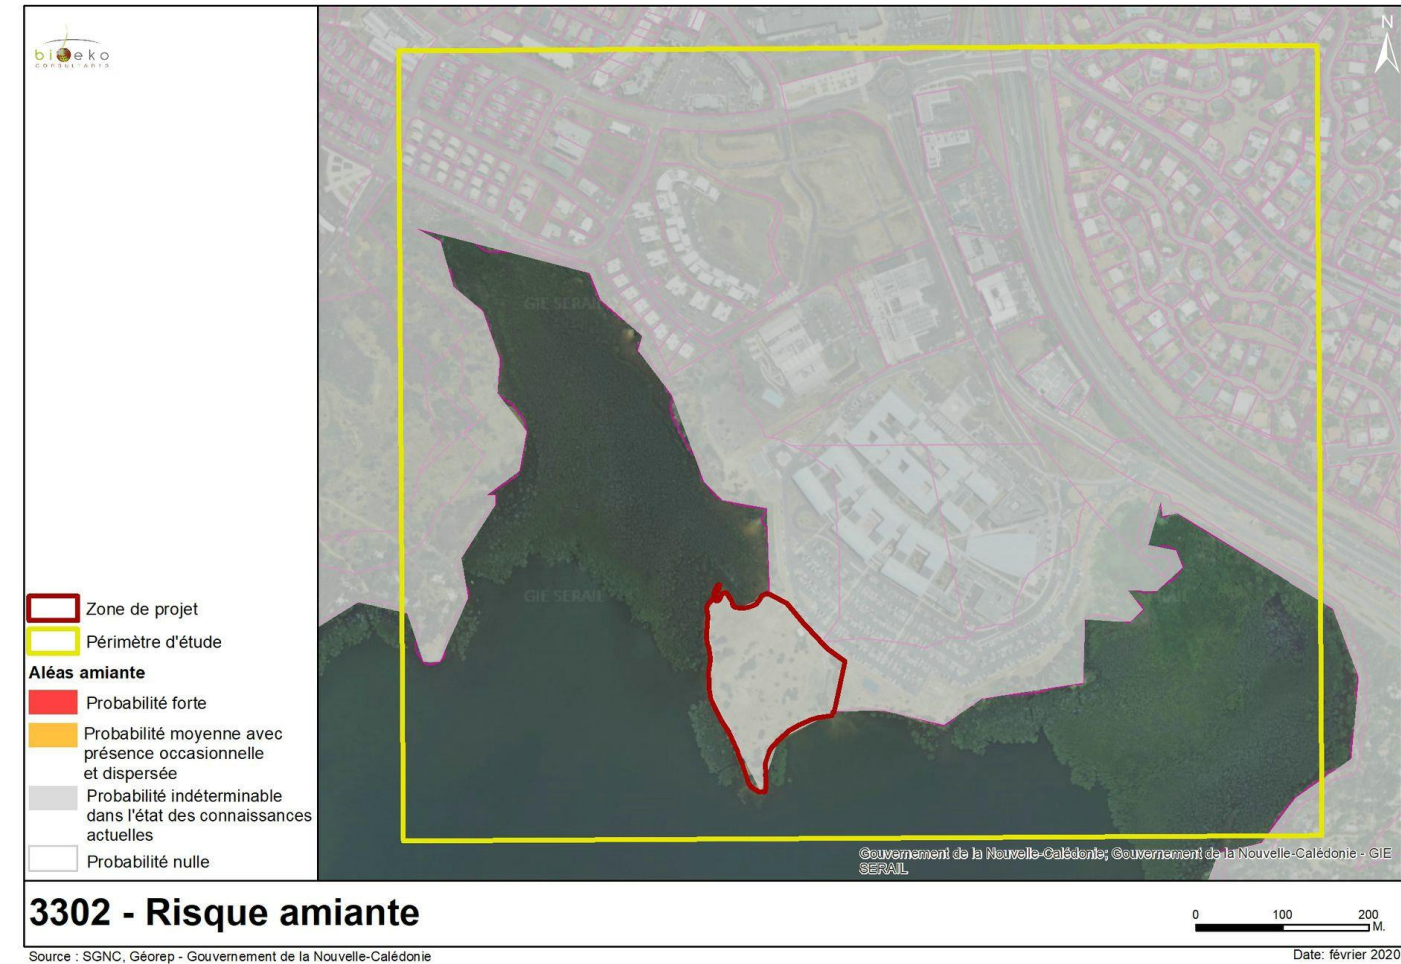 bioeko
CONSULTANTS
N
GIE SERAIL
GIE SERAIL
Zone de projet
Périmètre d'étude
Aléas amiante
Probabilité forte
Probabilité moyenne avec
présence occasionnelle
et dispersée
Probabilité indéterminable
dans l'état des connaissances
actuelles
Probabilité nulle
Gouvernement de la Nouvelle-Calédonie; Gouvernement de la Nouvelle-Calédonie - GIE
SERAIL
3302 - Risque amiante
0 100 200
M.
Source : SGNC, Géorep - Gouvernement de la Nouvelle-Calédonie
Date: février 2020